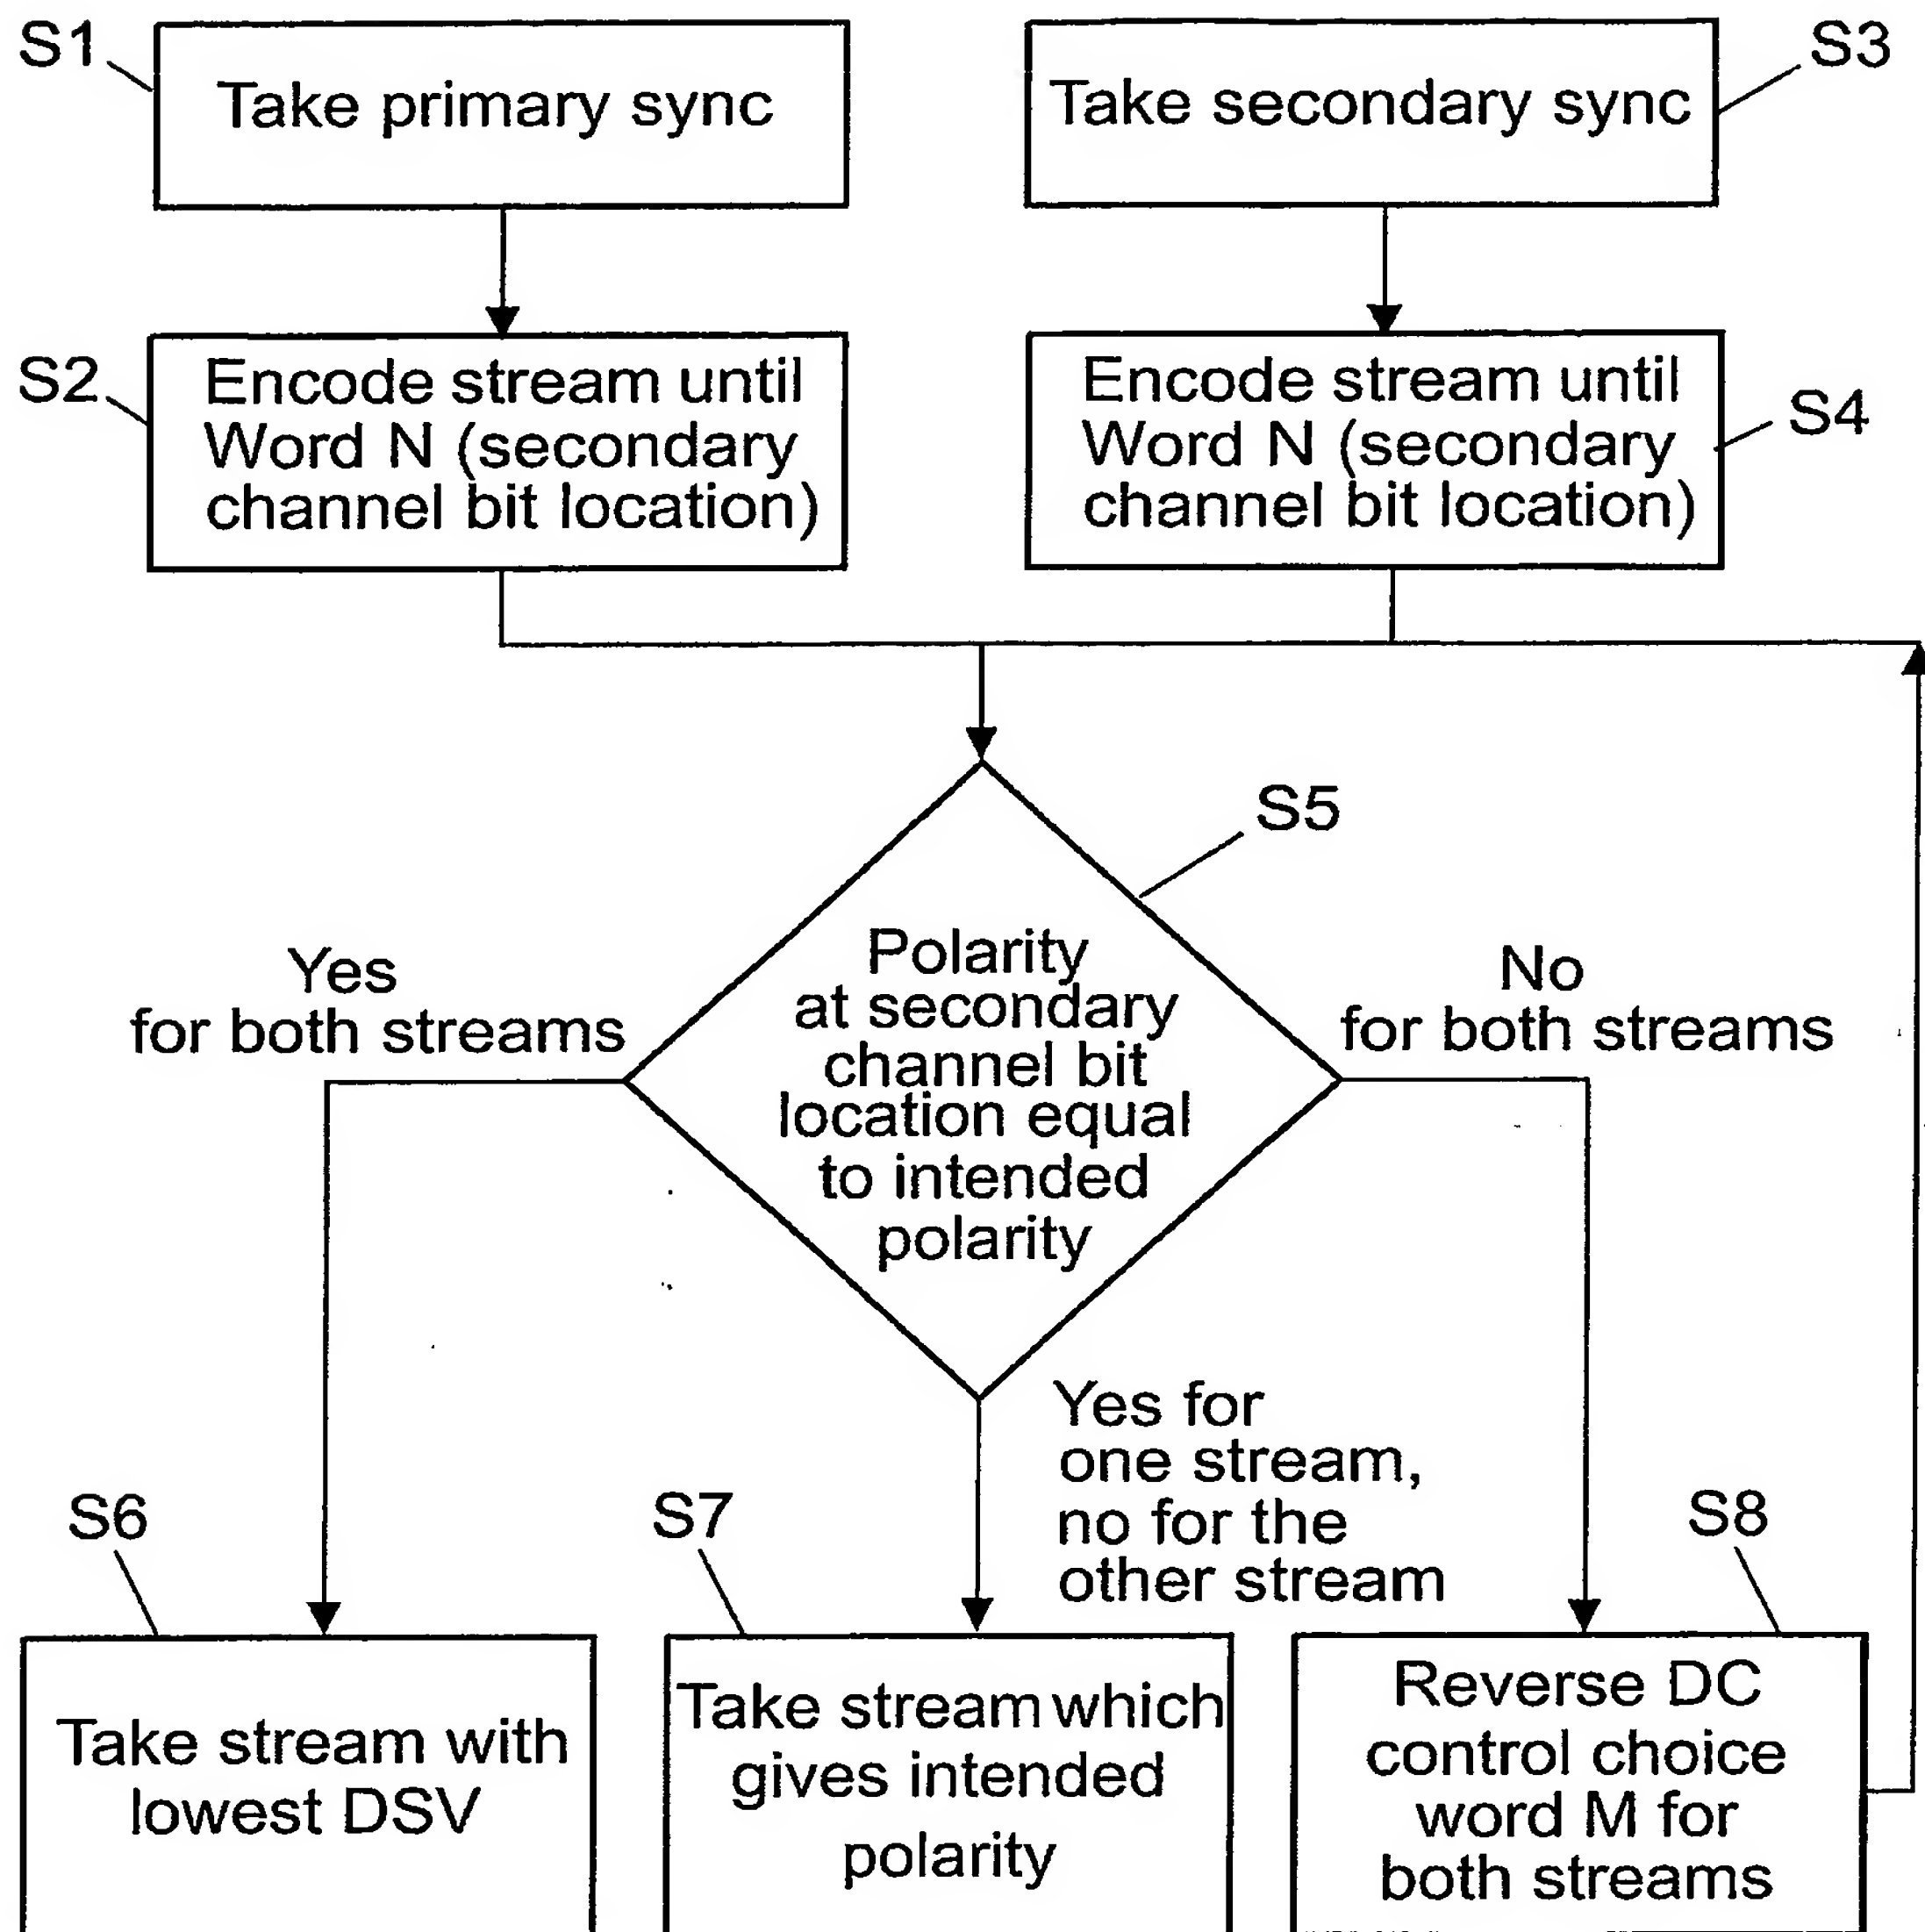 S1
Take primary sync
Take secondary sync
S3
S2
Encode stream until
Word N (secondary
channel bit location)
Encode stream until
Word N (secondary
channel bit location)
S4
S5
Polarity
at secondary
channel bit
location equal
to intended
polarity
Yes
for both streams
No
for both streams
Yes for
one stream,
no for the
other stream
S6
S7
S8
Take stream with
lowest DSV
Take stream which
gives intended
polarity
Reverse DC
control choice
word M for
both streams